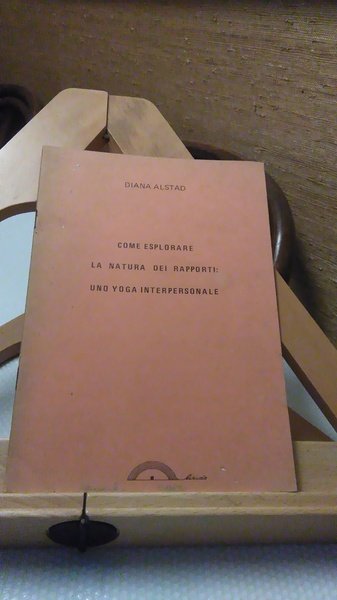 DIANA ALSTAD
COME ESPLORARE
LA NATURA DEI RAPPORTI:
UNO YOGA INTERPERSONALE